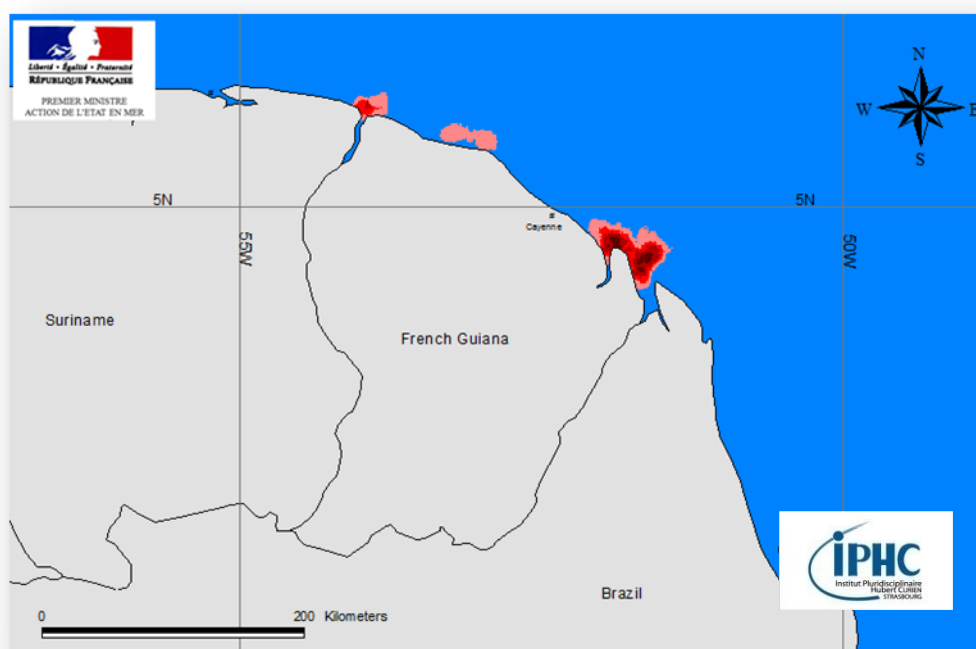 Liberté • Égalité • Fraternité
RÉPUBLIQUE FRANÇAISE
PREMIER MINISTRE
ACTION DE L'ETAT EN MER
N
W
E
S
5N
5N
55W
50W
Cayenne
Suriname
French Guiana
Brazil
iPHC
Institut Pluridisciplinaire
Hubert CURIEN
STRASBOURG
0
200 Kilometers